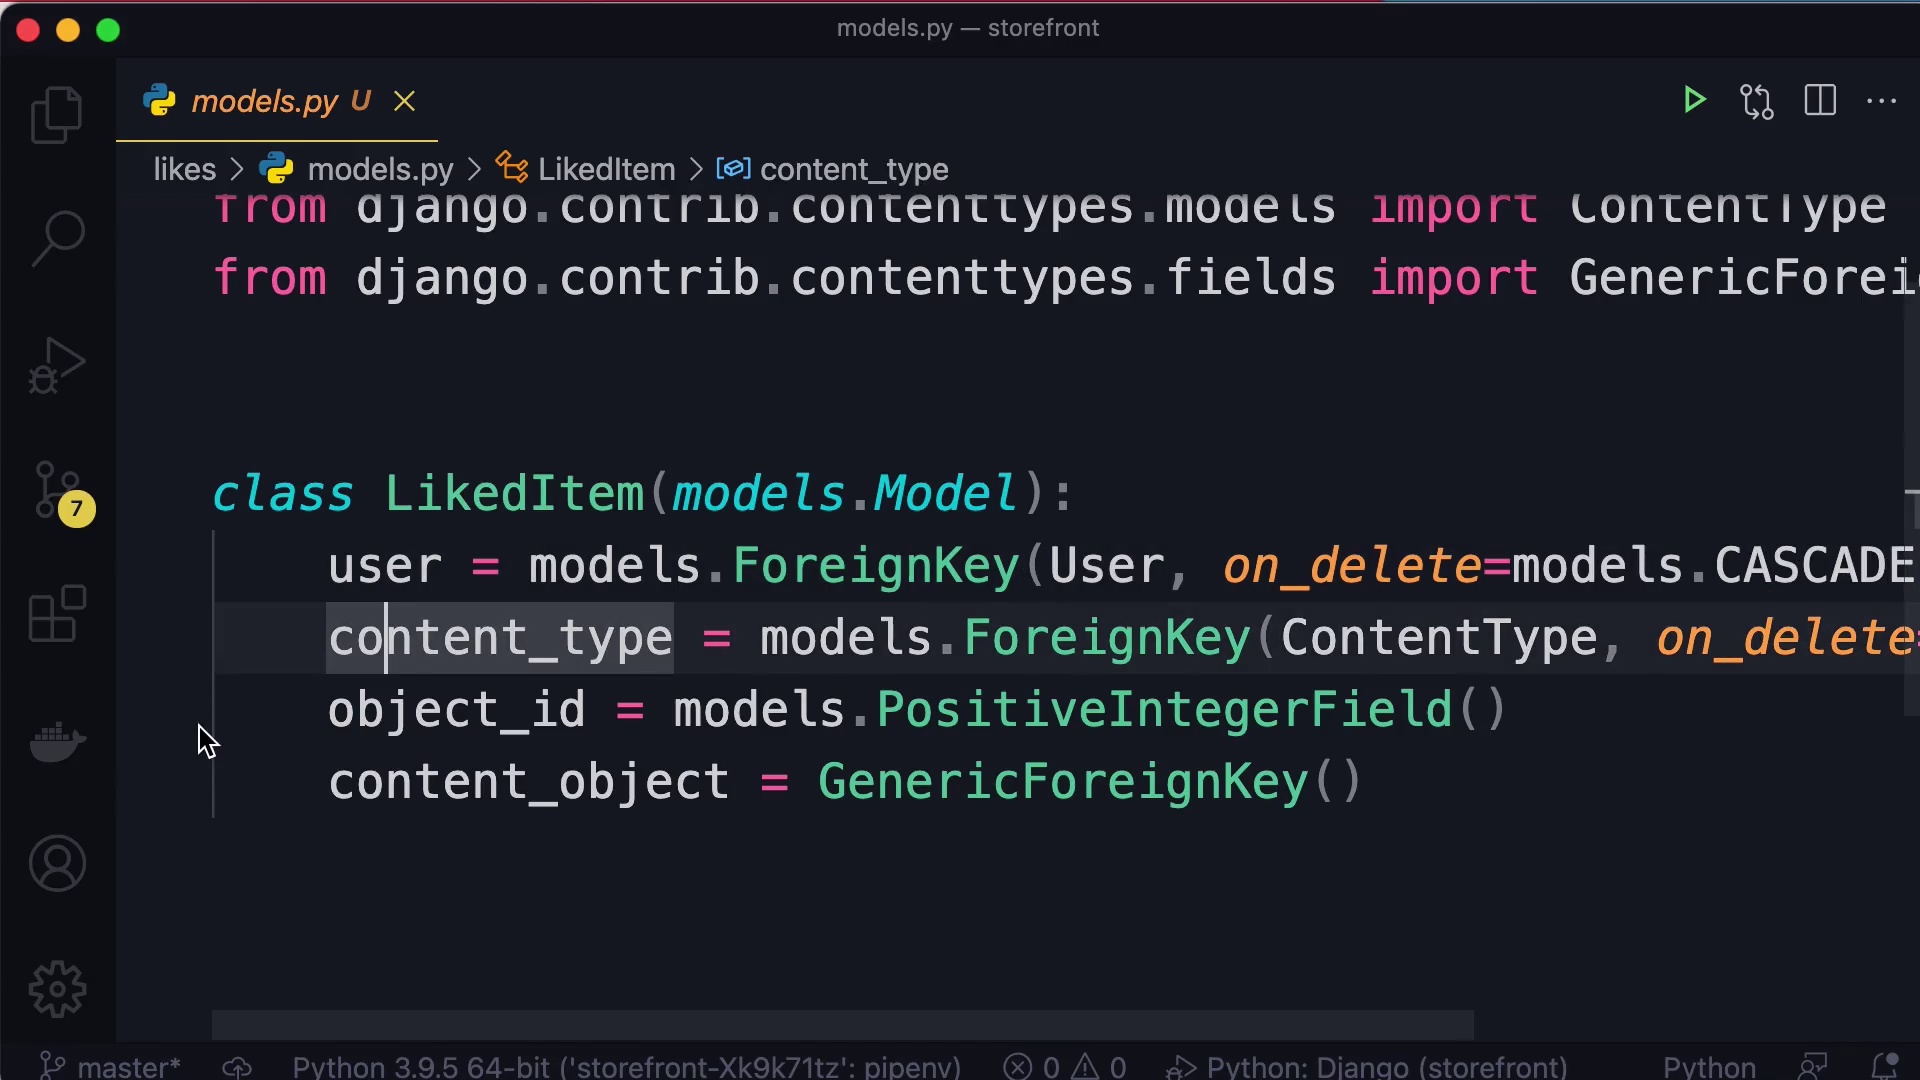 models.py — storefront
models.py U
likes > models.py > LikedItem > content_type
from django.contrib.contenttypes.models import ContentType
from django.contrib.contenttypes.fields import GenericForei
class LikedItem(models.Model):
user = models.ForeignKey(User, on_delete=models.CASCADE
content_type = models.ForeignKey(ContentType, on_delete=
object_id = models.PositiveIntegerField()
content_object = GenericForeignKey()
7
master* Python 3.9.5 64-bit ('storefront-Xk9k71tz': pipenv) 0 0 Python: Django (storefront) Python